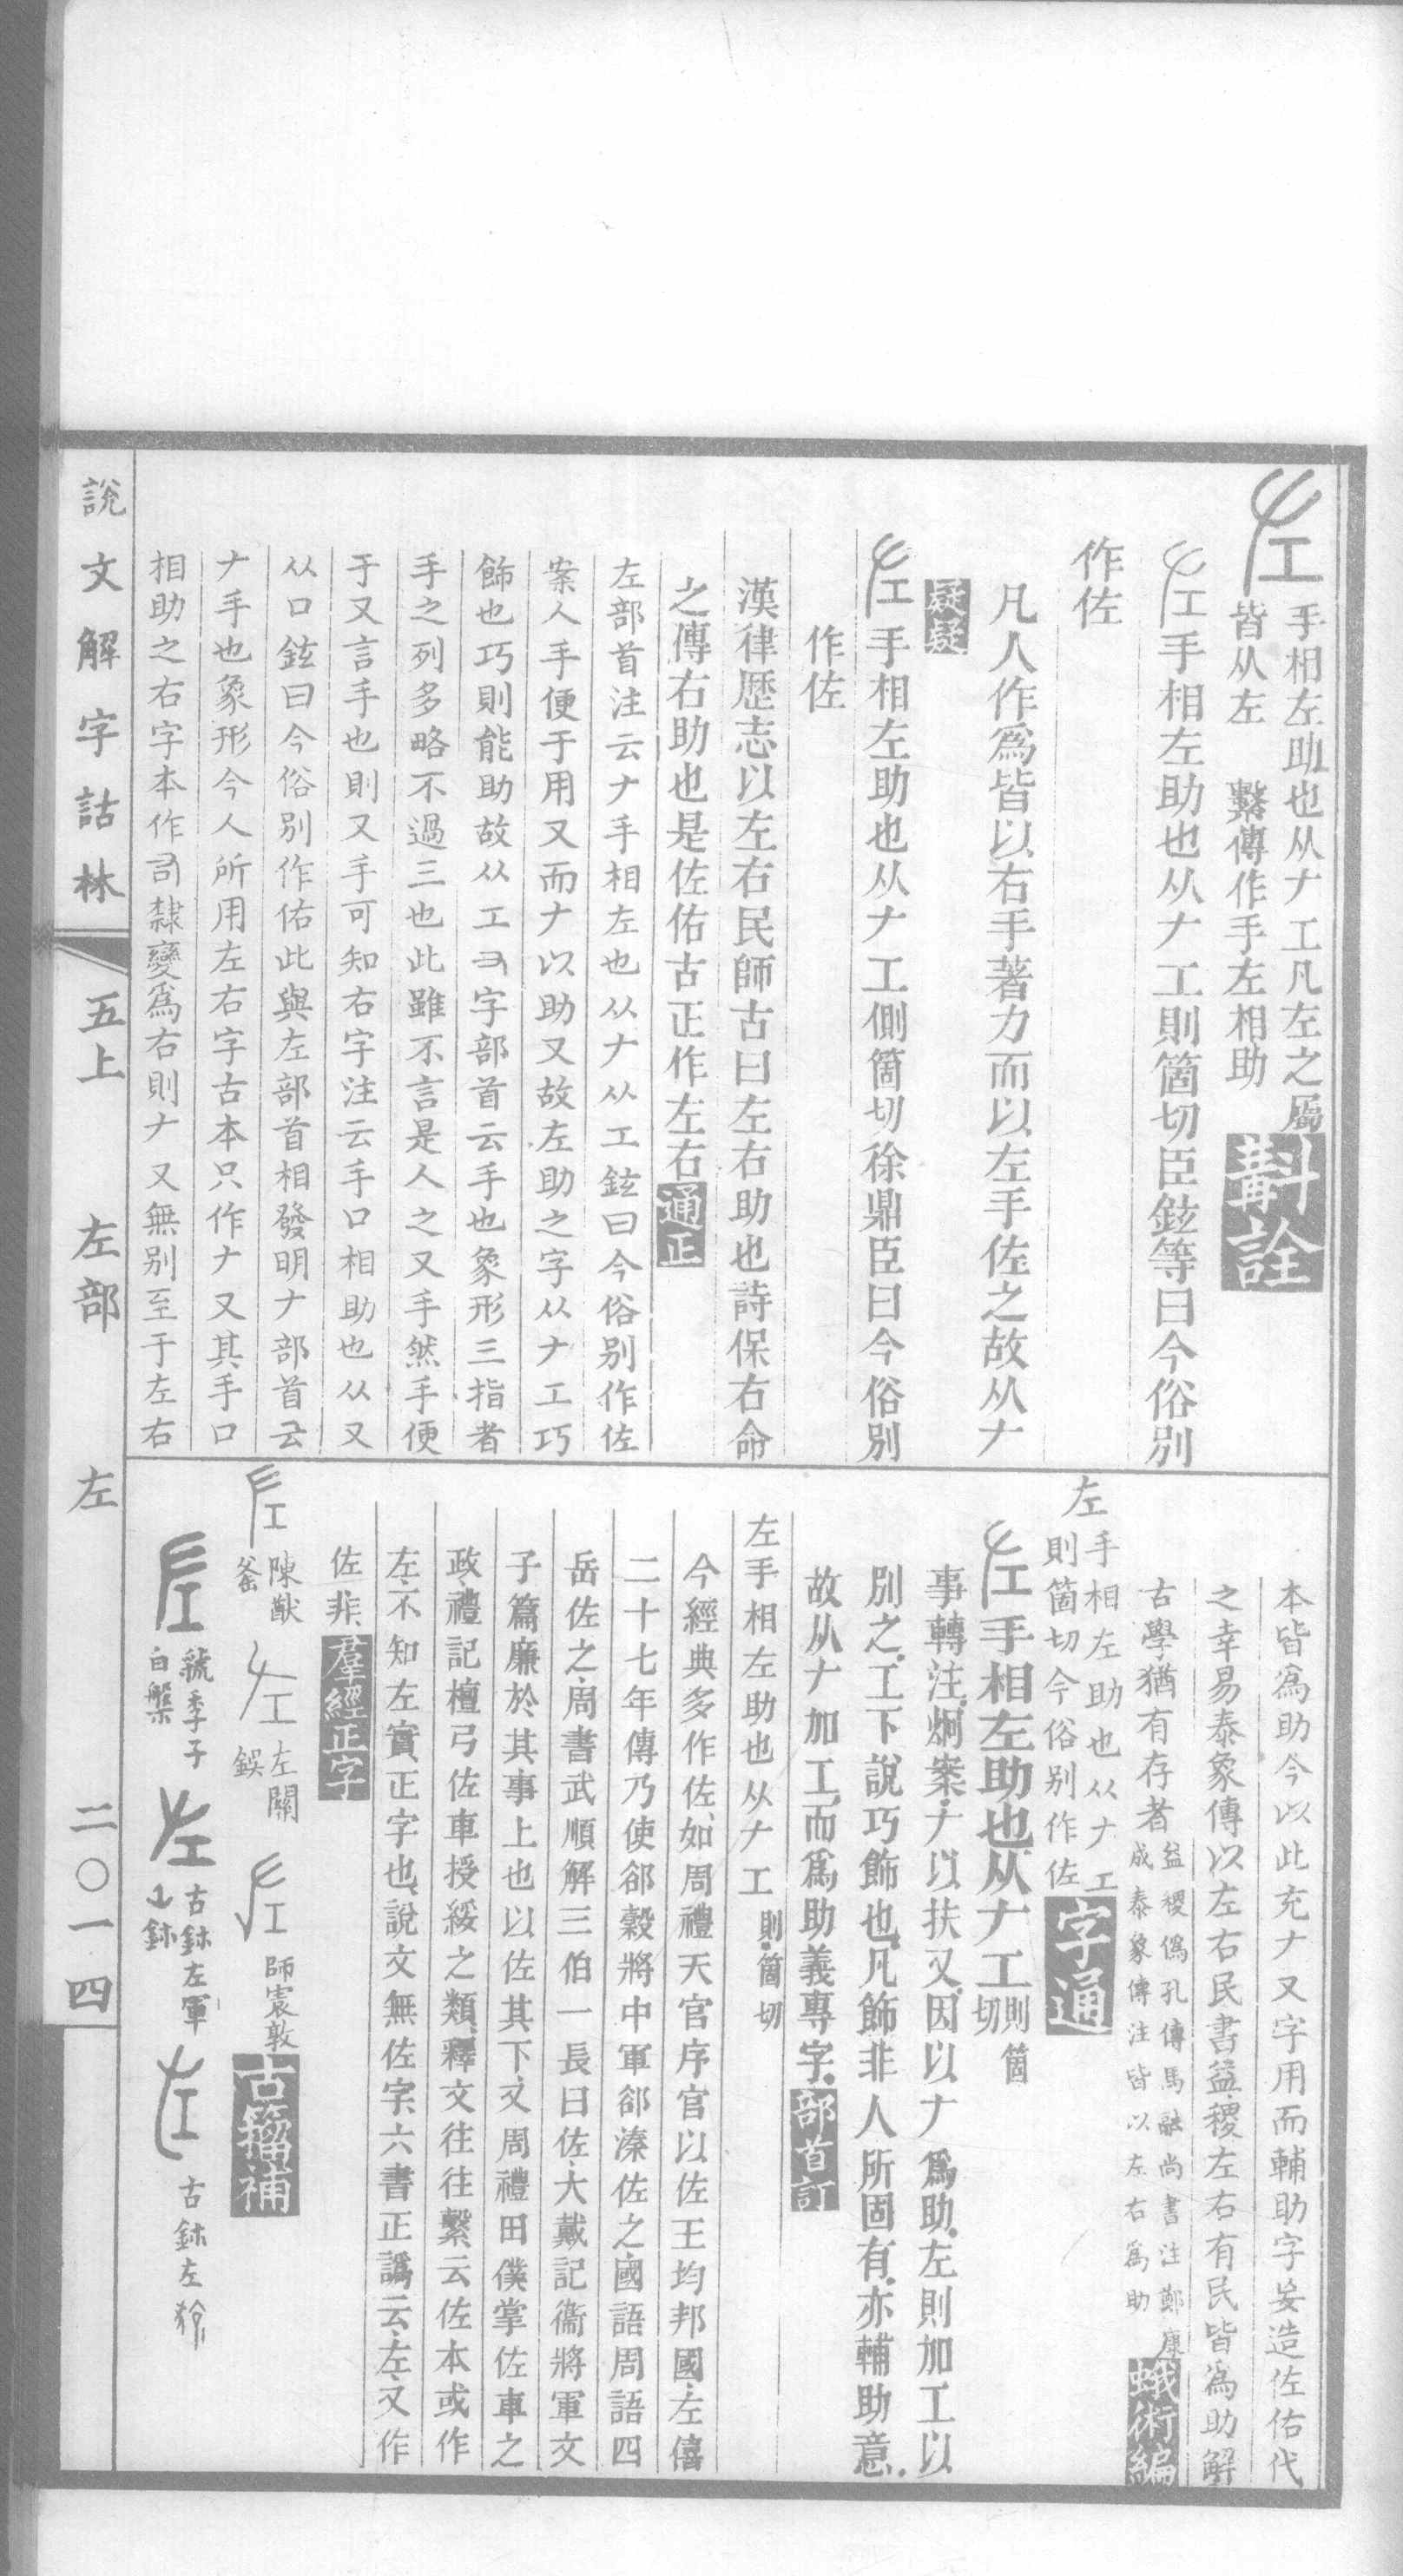 手相左助也从𠂇工凡左之屬
皆从左　繫傳作手左相助
斠詮
手相左助也从𠂇工則箇切臣鉉等曰今俗別
作佐
凡人作爲皆以右手著力而以左手佐之故从𠂇
疑疑
手相左助也从𠂇工側箇切徐鼎臣曰今俗別
作佐
漢律歷志以左右民師古曰左右助也詩保右命
之傳右助也是佐佑古正作左右通正
左部首注云𠂇手相左也从𠂇从工鉉曰今俗別作佐
案人手便于用又而𠂇以助又故左助之字从𠂇工巧
飾也巧則能助故从工又字部首云手也象形三指者
手之列多略不過三也此雖不言是人之又手然手便
于又言手也則又手可知右字注云手口相助也从又
从口鉉曰今俗別作佑此與左部首相發明𠂇部首云
𠂇手也象形今人所用左右字古本只作𠂇又其手口
相助之右字本作司隸變爲右則𠂇又無別至于左右
本皆爲助今以此充𠂇又字用而輔助字妄造佐佑代
之幸易泰象傳以左右民書益稷左右有民皆爲助解
古學猶有存者益稷僞孔傳馬融尚書注鄭康
成泰象傳注皆以左右爲助
蛾術編
左手相左助也从𠂇工
則箇切今俗別作佐
字通
手相左助也从𠂇工則箇
切
事轉注炯案𠂇以扶又因以𠂇爲助左則加工以
別之工下說巧飾也凡飾非人所固有亦輔助意
故从𠂇加工而爲助義專字部首訂
左手相左助也从𠂇工則箇切
今經典多作佐如周禮天官序官以佐王均邦國左僖
二十七年傳乃使郤縠將中軍郤溱佐之國語周語四
岳佐之周書武順解三伯一長曰佐大戴記衞將軍文
子篇廉於其事上也以佐其下又周禮田僕掌佐車之
政禮記檀弓佐車授綏之類釋文往往繫云佐本或作
左不知左實正字也說文無佐字六書正譌云左又作
佐非羣經正字
陳猷
釜
左關
鋘
師㝨敦
古籀補
虢季子
白盤
古鉢左軍
鉢
古鉢左
說文解字詁林
五上
左部
左
二〇一四